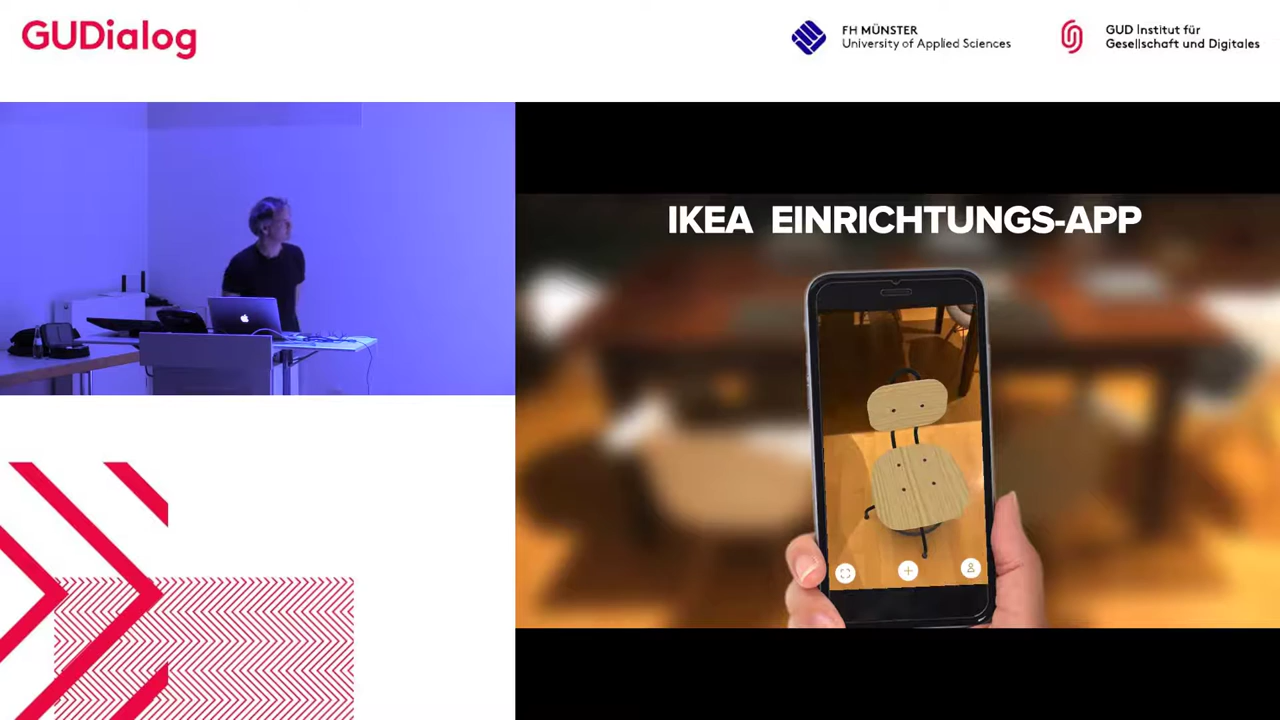 GUDialog
FH MÜNSTER
University of Applied Sciences
GUD Institut für
Gesellschaft und Digitales
IKEA EINRICHTUNGS-APP